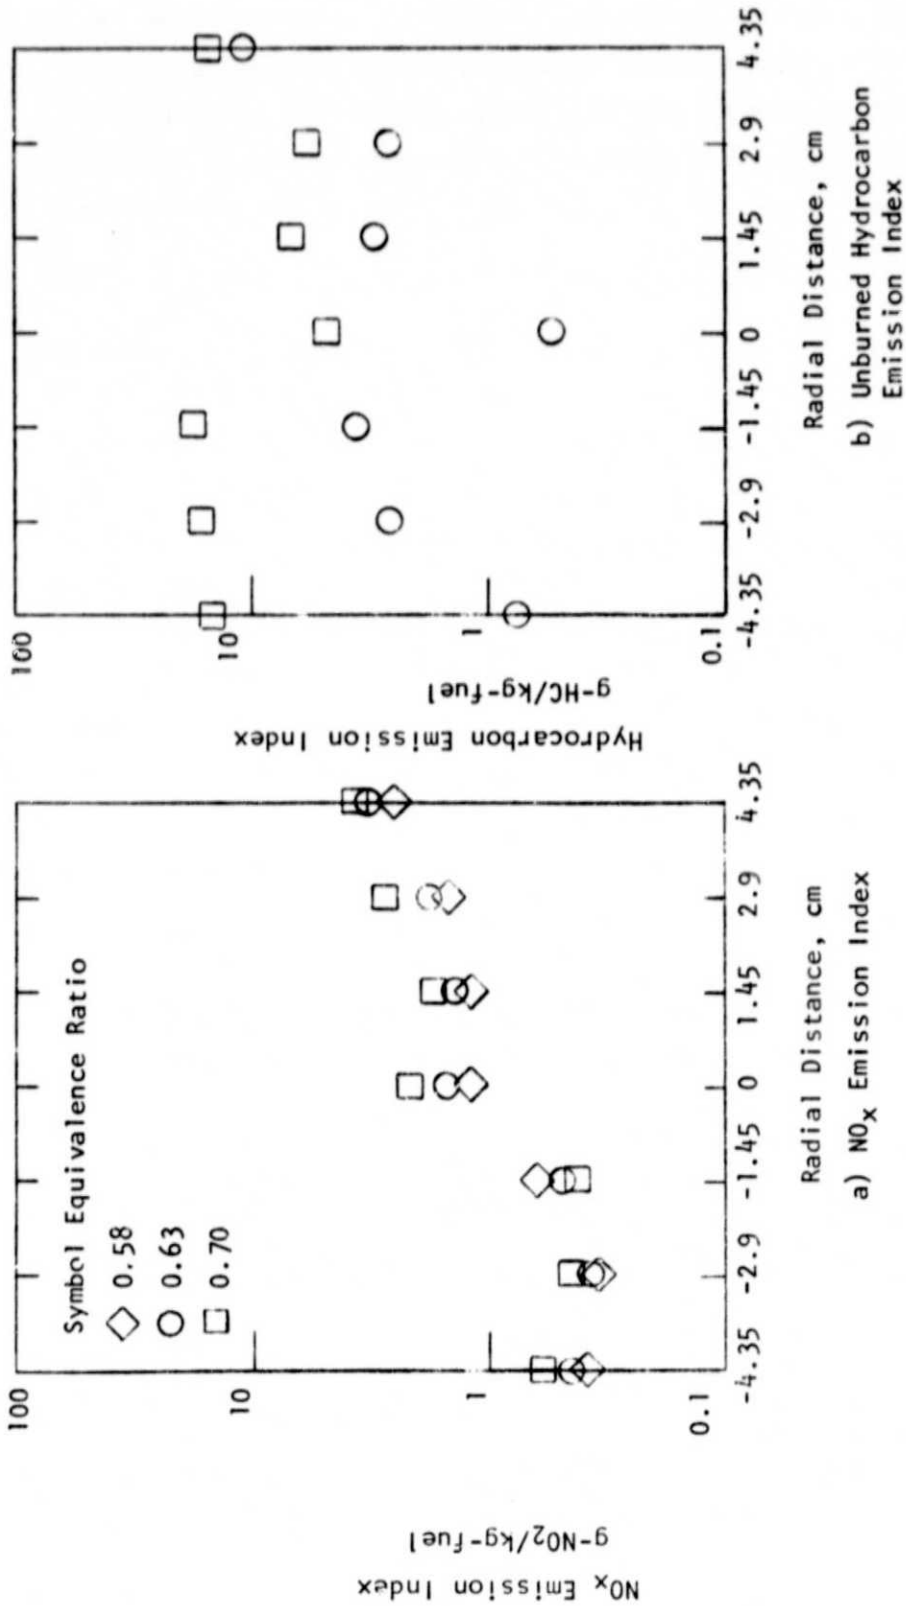 NOx Emission Index
g-NO2/kg-fuel
100
10
1
0.1
Symbol Equivalence Ratio
0.58
0.63
0.70
-4.35 -2.9 -1.45 0 1.45 2.9 4.35
Radial Distance, cm
a) NOx Emission Index
Hydrocarbon Emission Index
g-HC/kg-fuel
100
10
1
0.1
-4.35 -2.9 -1.45 0 1.45 2.9 4.35
Radial Distance, cm
b) Unburned Hydrocarbon
Emission Index